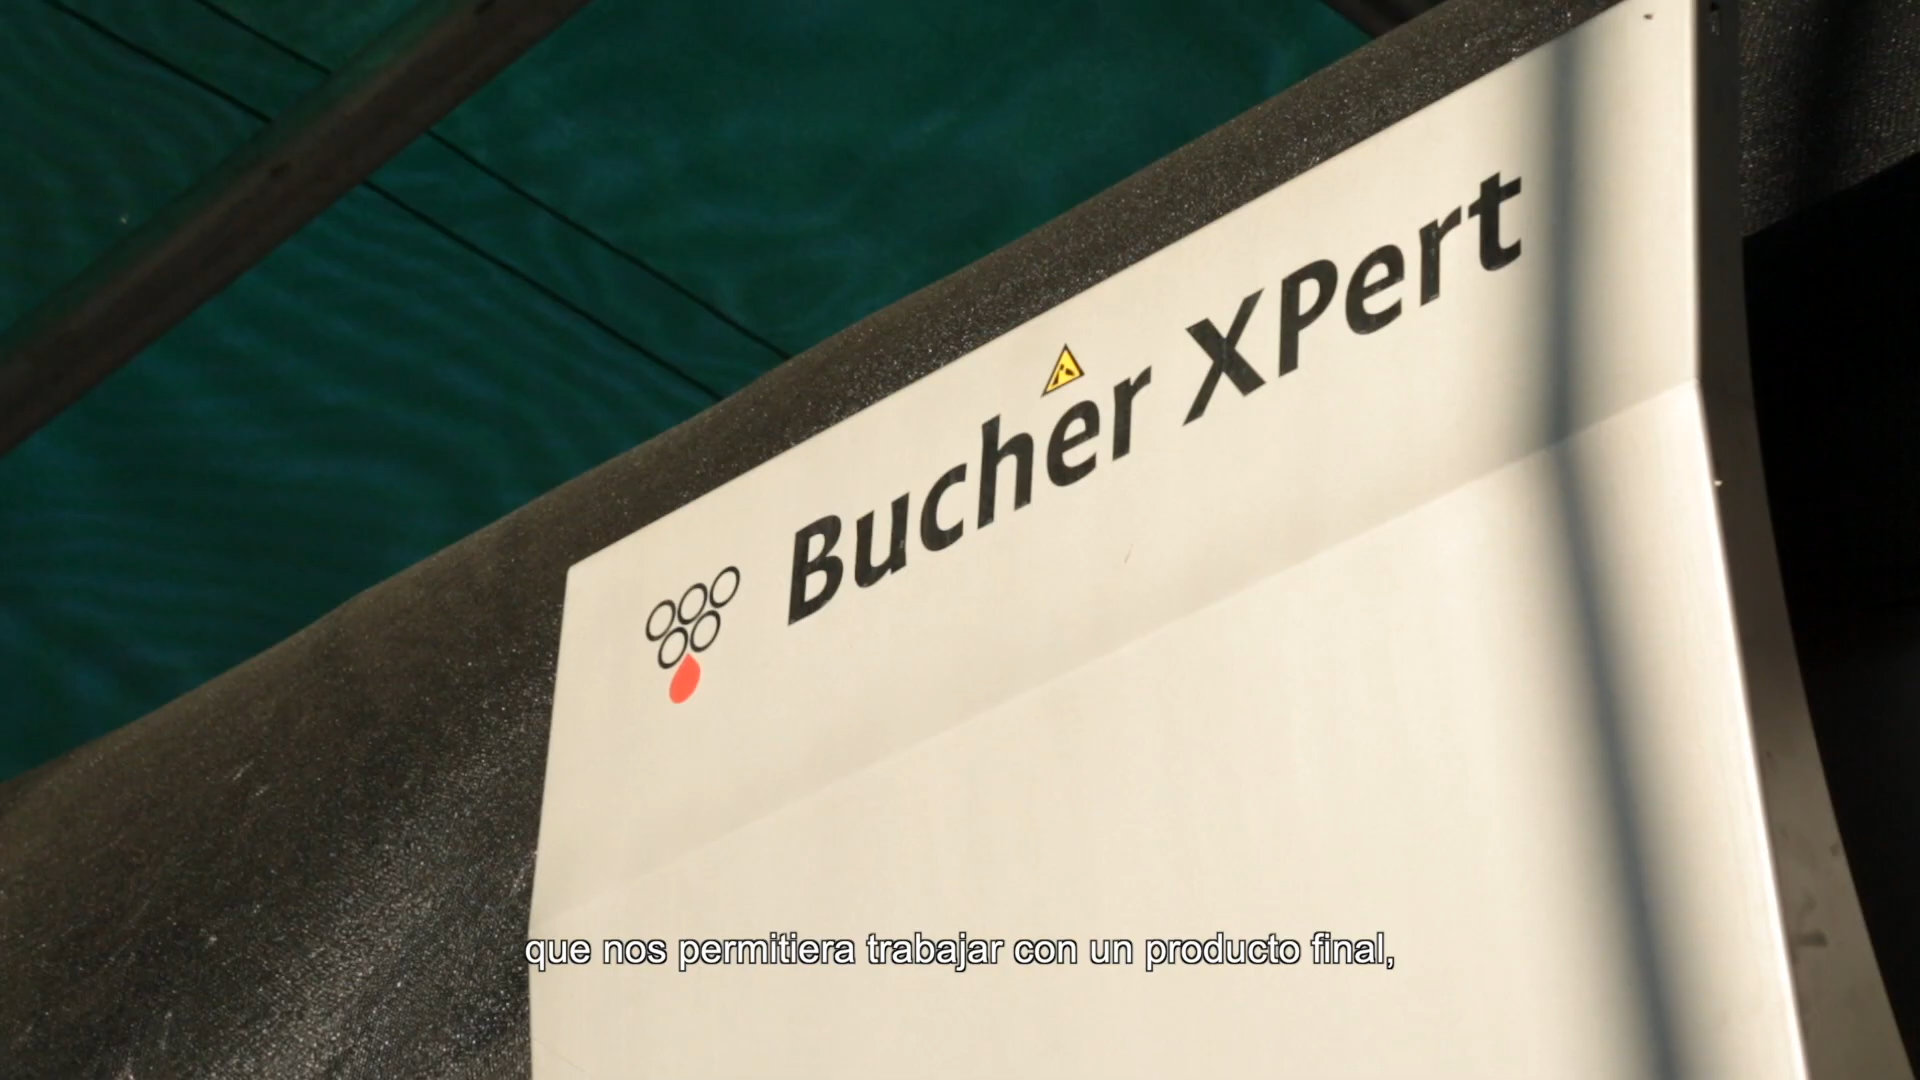 Bucher XPert
que nos permitiera trabajar con un producto final,